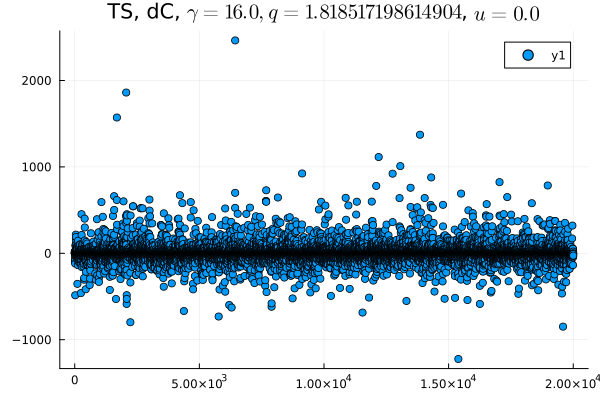 TS, dC, γ = 16.0, q = 1.818517198614904, u = 0.0
y1
2000
1000
0
−1000
0 5.00×10³ 1.00×10⁴ 1.50×10⁴ 2.00×10⁴